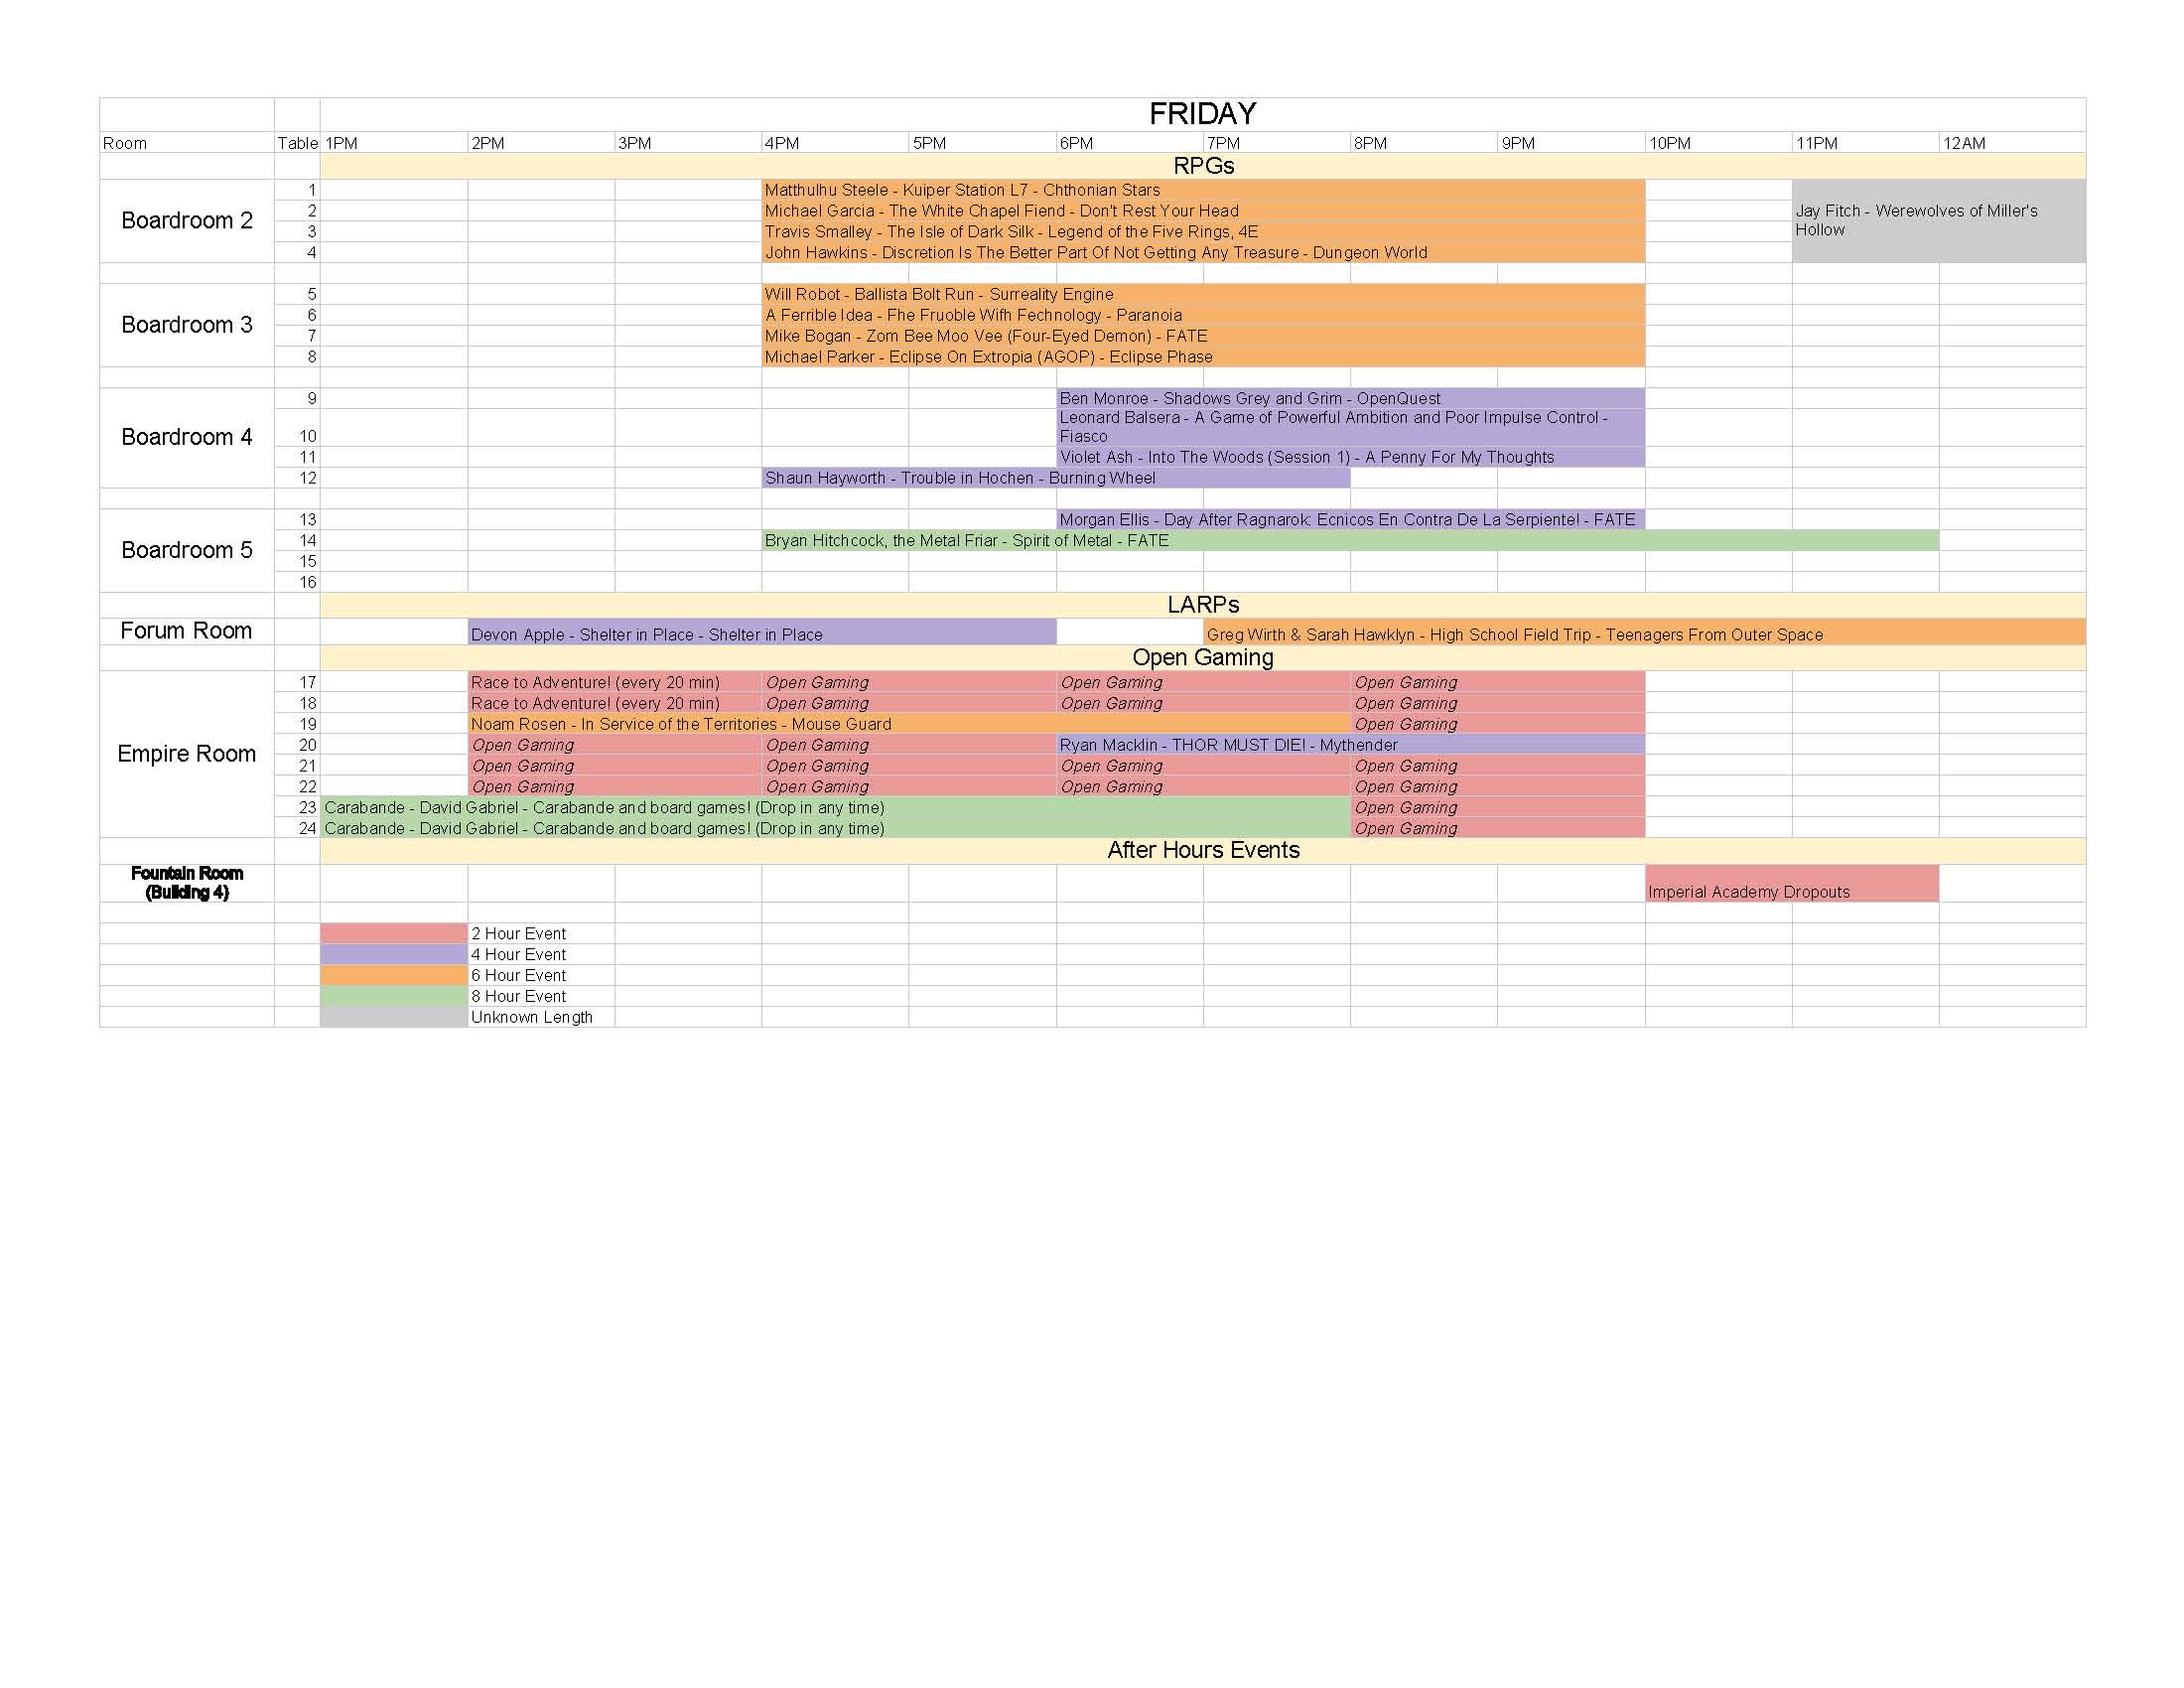 FRIDAY
Room Table 1PM 2PM 3PM 4PM 5PM 6PM 7PM 8PM 9PM 10PM 11PM 12AM
RPGs
Boardroom 2
1 Matthulhu Steele - Kuiper Station L7 - Chthonian Stars
2 Michael Garcia - The White Chapel Fiend - Don't Rest Your Head
3 Travis Smalley - The Isle of Dark Silk - Legend of the Five Rings, 4E
4 John Hawkins - Discretion Is The Better Part Of Not Getting Any Treasure - Dungeon World
Jay Fitch - Werewolves of Miller's
Hollow
Boardroom 3
5 Will Robot - Ballista Bolt Run - Surreality Engine
6 A Ferrible Idea - Fhe Fruoble Wifh Fechnology - Paranoia
7 Mike Bogan - Zom Bee Moo Vee (Four-Eyed Demon) - FATE
8 Michael Parker - Eclipse On Extropia (AGOP) - Eclipse Phase
Boardroom 4
9 Ben Monroe - Shadows Grey and Grim - OpenQuest
Leonard Balsera - A Game of Powerful Ambition and Poor Impulse Control -
10 Fiasco
11 Violet Ash - Into The Woods (Session 1) - A Penny For My Thoughts
12 Shaun Hayworth - Trouble in Hochen - Burning Wheel
Boardroom 5
13 Morgan Ellis - Day After Ragnarok: Ecnicos En Contra De La Serpiente! - FATE
14 Bryan Hitchcock, the Metal Friar - Spirit of Metal - FATE
15
16
LARPs
Forum Room Devon Apple - Shelter in Place - Shelter in Place Greg Wirth & Sarah Hawklyn - High School Field Trip - Teenagers From Outer Space
Open Gaming
Empire Room
17 Race to Adventure! (every 20 min) Open Gaming Open Gaming Open Gaming
18 Race to Adventure! (every 20 min) Open Gaming Open Gaming Open Gaming
19 Noam Rosen - In Service of the Territories - Mouse Guard Open Gaming
20 Open Gaming Open Gaming Ryan Macklin - THOR MUST DIE! - Mythender
21 Open Gaming Open Gaming Open Gaming Open Gaming
22 Open Gaming Open Gaming Open Gaming Open Gaming
23 Carabande - David Gabriel - Carabande and board games! (Drop in any time) Open Gaming
24 Carabande - David Gabriel - Carabande and board games! (Drop in any time) Open Gaming
After Hours Events
Fountain Room
(Building 4) Imperial Academy Dropouts
2 Hour Event
4 Hour Event
6 Hour Event
8 Hour Event
Unknown Length